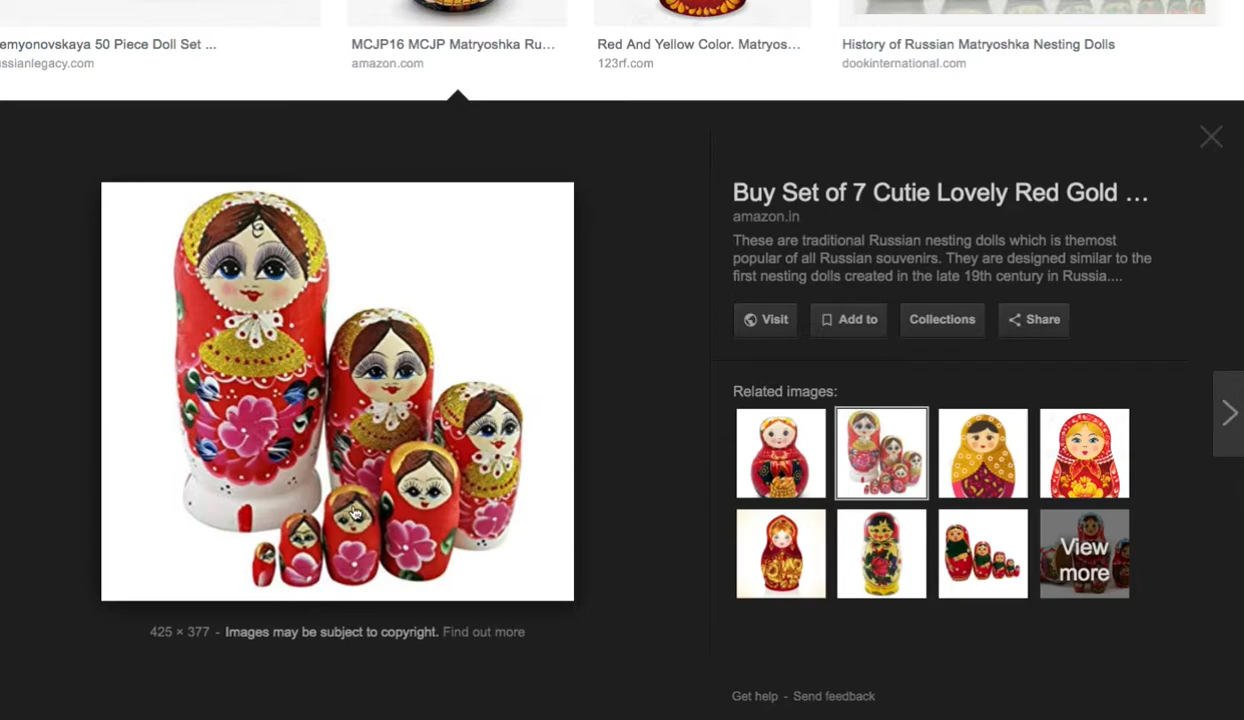 emyonovskaya 50 Piece Doll Set ...
MCJP16 MCJP Matryoshka Ru...
Red And Yellow Color. Matryos...
History of Russian Matryoshka Nesting Dolls
ssianlegacy.com
amazon.com
123rf.com
dookinternational.com
Buy Set of 7 Cutie Lovely Red Gold ...
amazon.in
These are traditional Russian nesting dolls which is themost
popular of all Russian souvenirs. They are designed similar to the
first nesting dolls created in the late 19th century in Russia....
Visit
Add to
Collections
Share
Related images:
View
more
425 × 377 - Images may be subject to copyright. Find out more
Get help - Send feedback